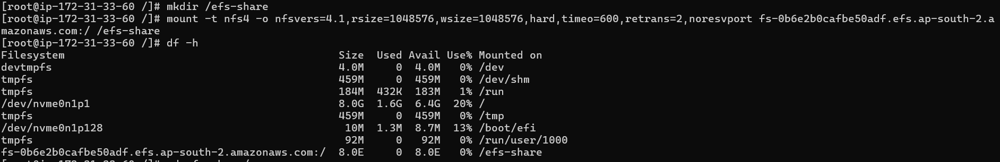 [root@ip-172-31-33-60 /]# mkdir /efs-share
[root@ip-172-31-33-60 /]# mount -t nfs4 -o nfsvers=4.1,rsize=1048576,wsize=1048576,hard,timeo=600,retrans=2,noresvport fs-0b6e2b0cafbe50adf.efs.ap-south-2.a
mazonaws.com:/ /efs-share
[root@ip-172-31-33-60 /]# df -h
Filesystem Size Used Avail Use% Mounted on
devtmpfs 4.0M 0 4.0M 0% /dev
tmpfs 459M 0 459M 0% /dev/shm
tmpfs 184M 432K 183M 1% /run
/dev/nvme0n1p1 8.0G 1.6G 6.4G 20% /
tmpfs 459M 0 459M 0% /tmp
/dev/nvme0n1p128 10M 1.3M 8.7M 13% /boot/efi
tmpfs 92M 0 92M 0% /run/user/1000
fs-0b6e2b0cafbe50adf.efs.ap-south-2.amazonaws.com:/ 8.0E 0 8.0E 0% /efs-share